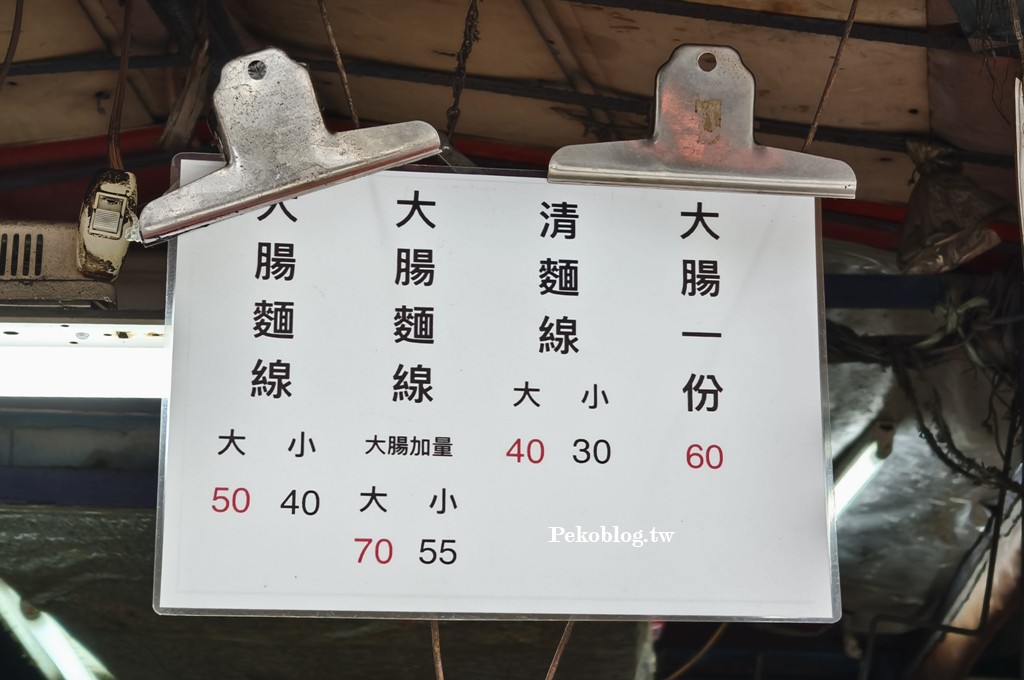 大腸一份
60
清麵線
大 小
40 30
大腸麵線
大腸加量
大 小
70 55
大腸麵線
大 小
50 40
Pekoblog.tw